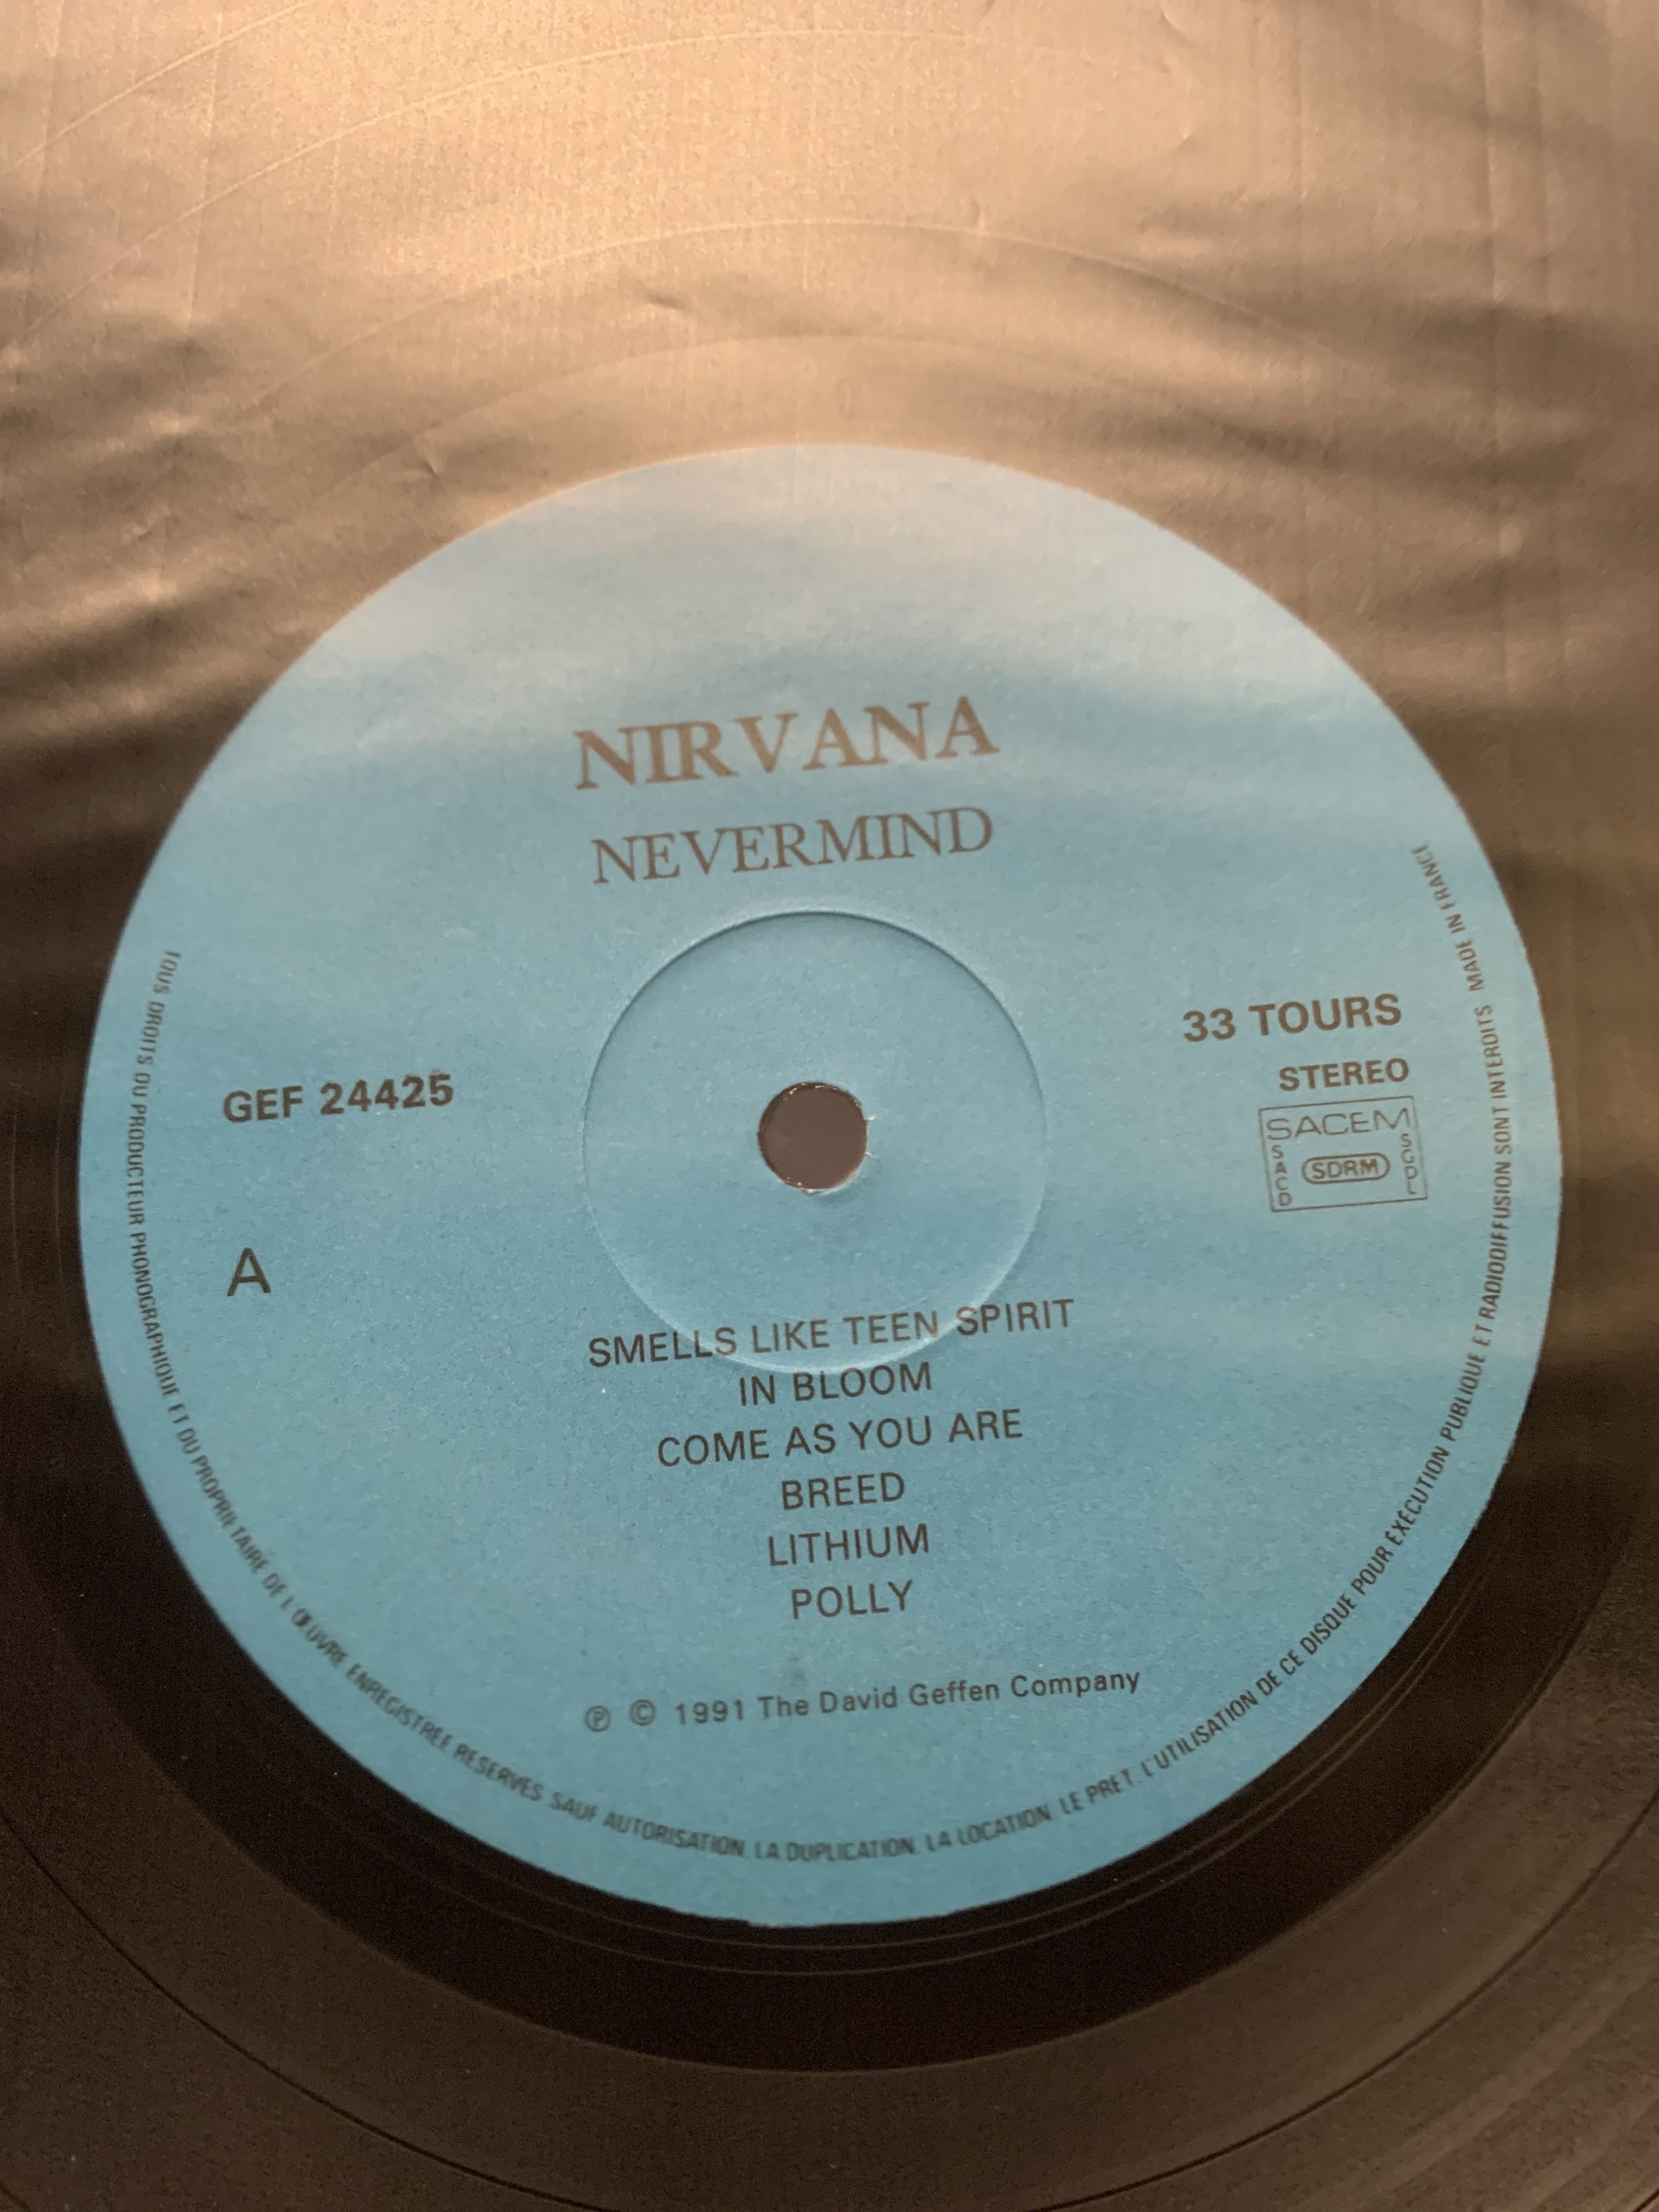 NIRVANA
NEVERMIND
GEF 24425
33 TOURS
STEREO
SACEM
SACD
SDRM
SGDL
A
SMELLS LIKE TEEN SPIRIT
IN BLOOM
COME AS YOU ARE
BREED
LITHIUM
POLLY
℗ © 1991 The David Geffen Company
TOUS DROITS DU PRODUCTEUR PHONOGRAPHIQUE ET DU PROPRIETAIRE DE L'ŒUVRE ENREGISTREE RESERVES SAUF AUTORISATION. LA DUPLICATION. LA LOCATION. LE PRET. L'UTILISATION DE CE DISQUE POUR EXECUTION PUBLIQUE ET RADIODIFFUSION SONT INTERDITS MADE IN FRANCE